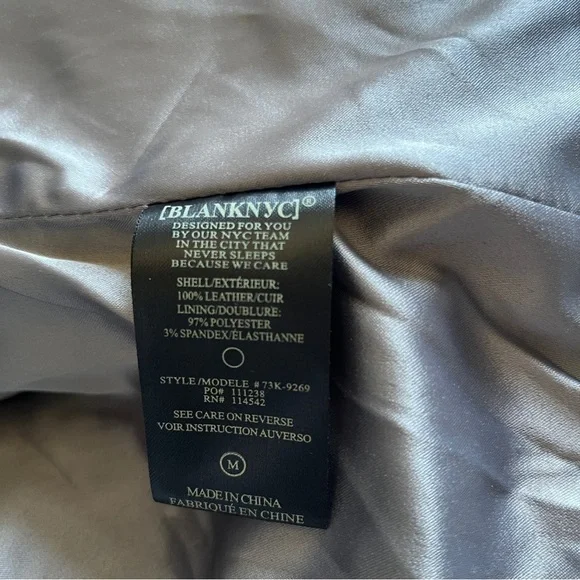 [BLANKNYC]®
DESIGNED FOR YOU
BY OUR NYC TEAM
IN THE CITY THAT
NEVER SLEEPS
BECAUSE WE CARE
SHELL/EXTÉRIEUR:
100% LEATHER/CUIR
LINING/DOUBLURE:
97% POLYESTER
3% SPANDEX/ÉLASTHANNE
STYLE/MODELE # 73K-9269
PO# 111238
RN# 114542
SEE CARE ON REVERSE
VOIR INSTRUCTION AUVERSO
M
MADE IN CHINA
FABRIQUÉ EN CHINE